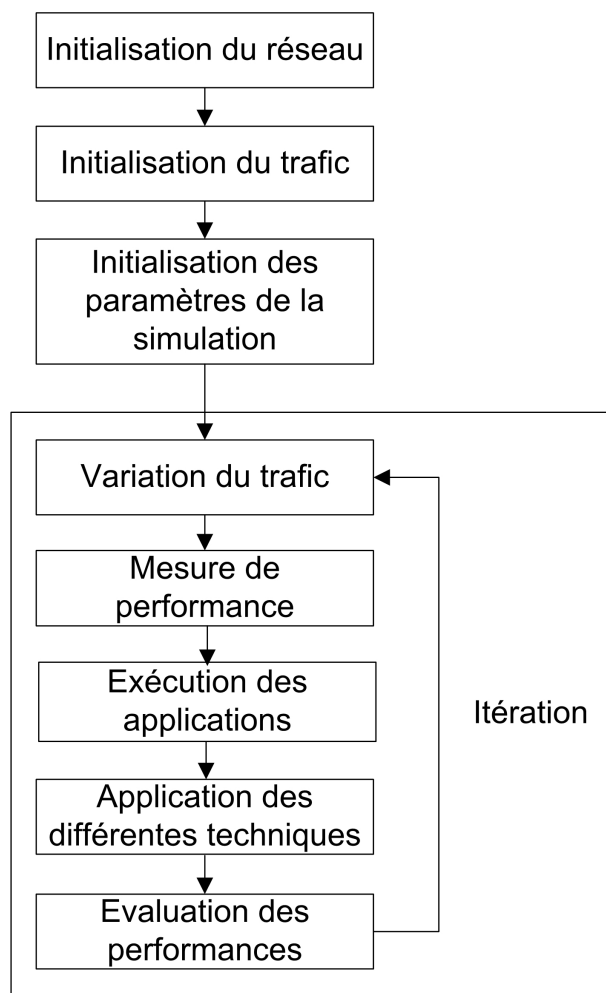 Initialisation du réseau
Initialisation du trafic
Initialisation des
paramètres de la
simulation
Variation du trafic
Mesure de
performance
Exécution des
applications
Itération
Application des
différentes techniques
Evaluation des
performances